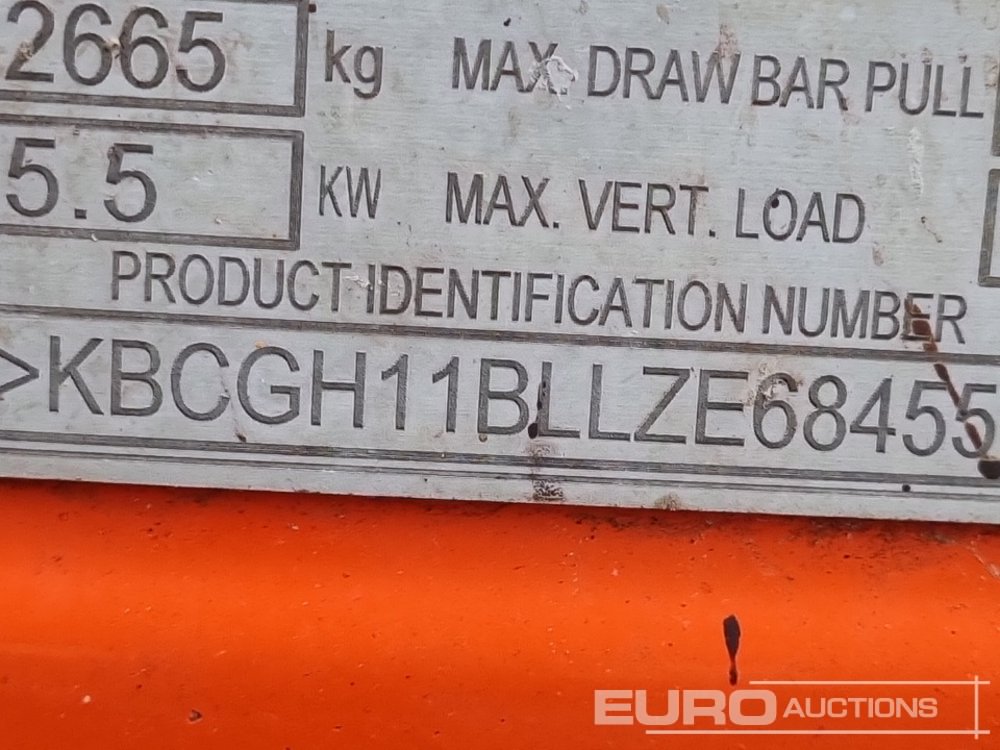 2665 kg MAX. DRAW BAR PULL
5.5 KW MAX. VERT. LOAD
PRODUCT IDENTIFICATION NUMBER
>KBCGH11BLLZE68455
EURO AUCTIONS